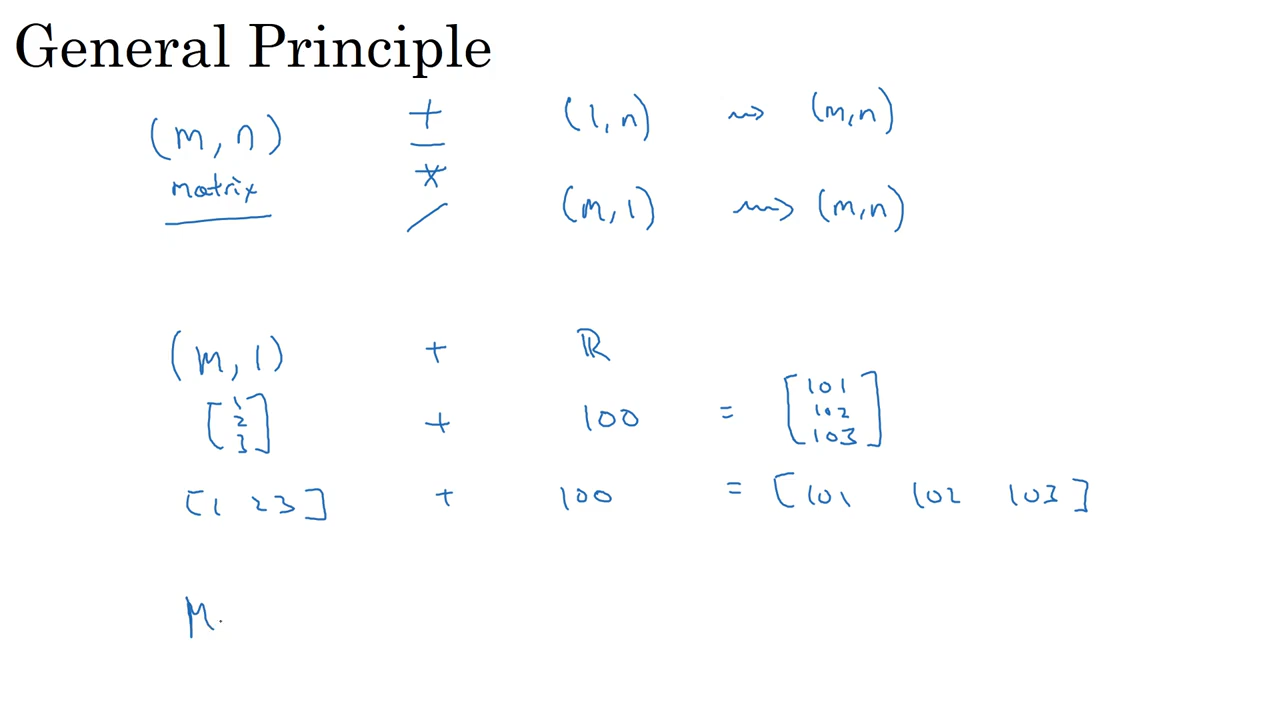 General Principle
(m, n) + (1, n) ⇝ (m, n)
matrix
-
*
/ (m, 1) ⇝ (m, n)
(m, 1) + ℝ
[1 2 3] + 100 = [101 102 103]
[1 2 3] + 100 = [101 102 103]
M